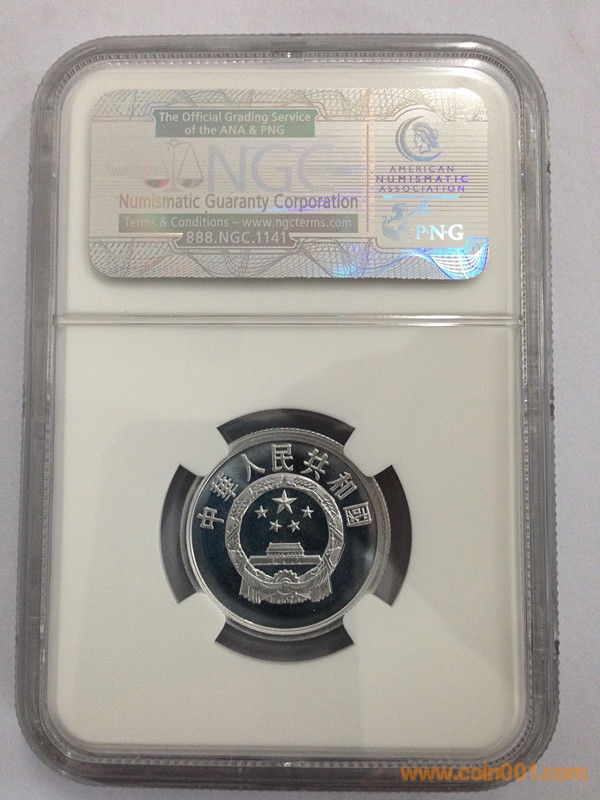 The Official Grading Service
of the ANA & PNG
NGC
Numismatic Guaranty Corporation
Terms & Conditions – www.ngcterms.com
888.NGC.1141
AMERICAN
NUMISMATIC
ASSOCIATION
P·N·G
中華人民共和國
www.coin001.com